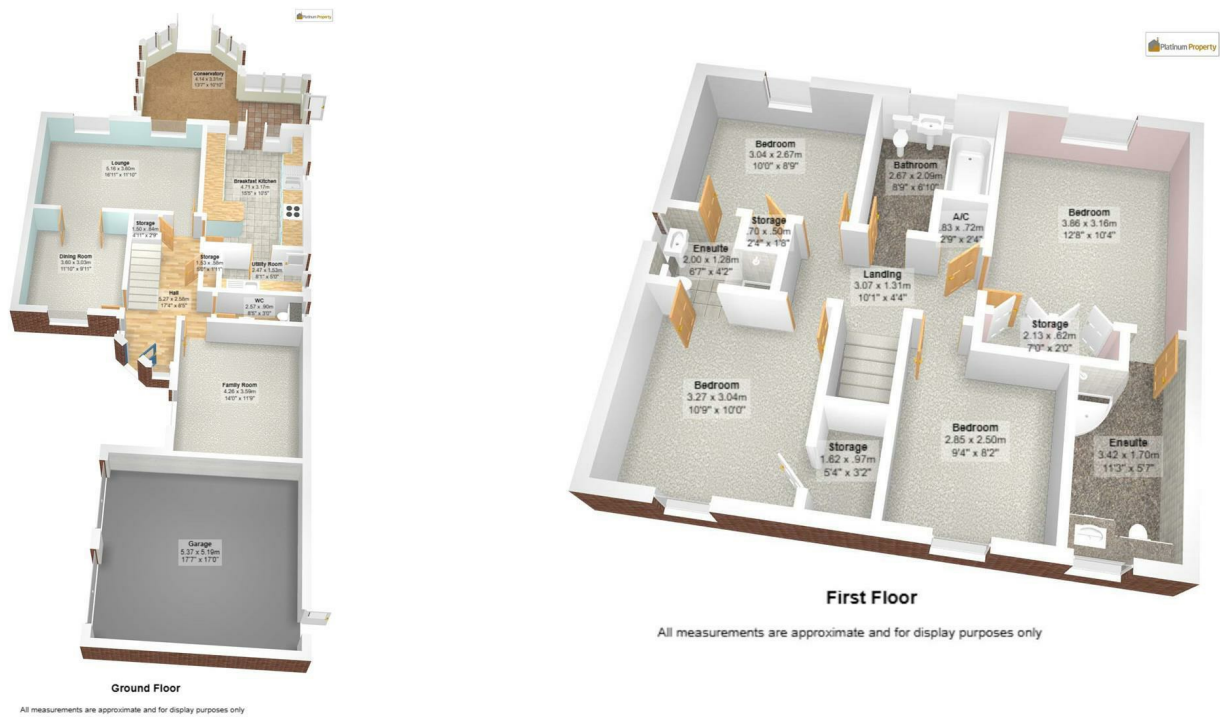 Platinum Property
Conservatory
Lounge
5.16 x 3.60m
16'11" x 11'10"
Breakfast Kitchen
4.71 x 3.17m
15'5" x 10'5"
Storage
1.50 x .84m
4'11" x 2'9"
Dining Room
3.60 x 3.03m
11'10" x 9'11"
Storage
Utility Room
2.47 x 1.53m
8'1" x 5'0"
Hall
5.27 x 2.58m
17'4" x 8'5"
WC
2.57 x .90m
8'5" x 3'0"
Family Room
4.26 x 3.59m
14'0" x 11'9"
Garage
5.37 x 5.19m
17'7" x 17'0"
Ground Floor
All measurements are approximate and for display purposes only
Platinum Property
Bedroom
3.04 x 2.67m
10'0" x 8'9"
Bathroom
2.67 x 2.09m
8'9" x 6'10"
Bedroom
3.86 x 3.16m
12'8" x 10'4"
Storage
.70 x .50m
2'4" x 1'8"
A/C
.83 x .72m
2'9" x 2'4"
Ensuite
2.00 x 1.28m
6'7" x 4'2"
Landing
3.07 x 1.31m
10'1" x 4'4"
Storage
2.13 x .62m
7'0" x 2'0"
Bedroom
3.27 x 3.04m
10'9" x 10'0"
Bedroom
2.85 x 2.50m
9'4" x 8'2"
Storage
1.62 x .97m
5'4" x 3'2"
Ensuite
3.42 x 1.70m
11'3" x 5'7"
First Floor
All measurements are approximate and for display purposes only